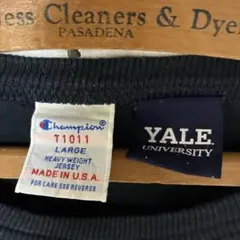 ess Cleaners & Dye
PASADENA
Champion
T1011
LARGE
HEAVY WEIGHT
JERSEY
MADE IN U.S.A.
FOR CARE SEE REVERSE
YALE
UNIVERSITY